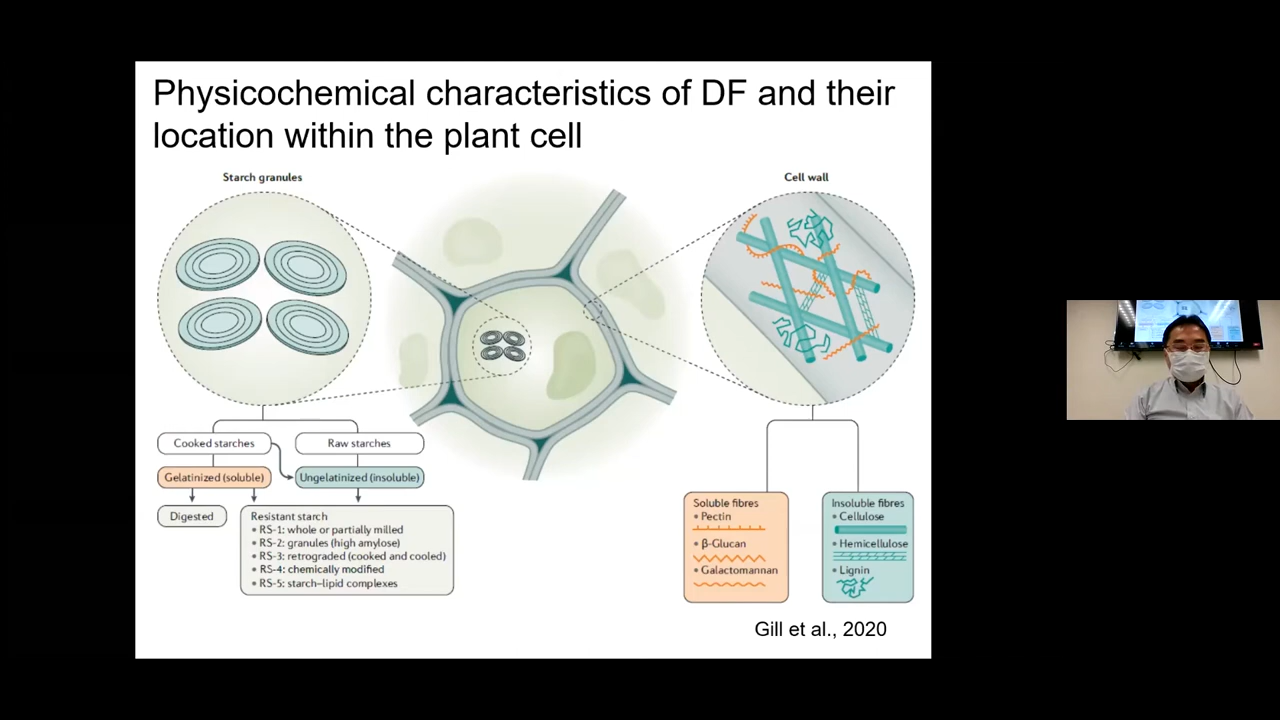 Physicochemical characteristics of DF and their
location within the plant cell
Starch granules
Cell wall
Cooked starches
Raw starches
Gelatinized (soluble)
Ungelatinized (insoluble)
Digested
Resistant starch
• RS-1: whole or partially milled
• RS-2: granules (high amylose)
• RS-3: retrograded (cooked and cooled)
• RS-4: chemically modified
• RS-5: starch–lipid complexes
Soluble fibres
• Pectin
• β-Glucan
• Galactomannan
Insoluble fibres
• Cellulose
• Hemicellulose
• Lignin
Gill et al., 2020